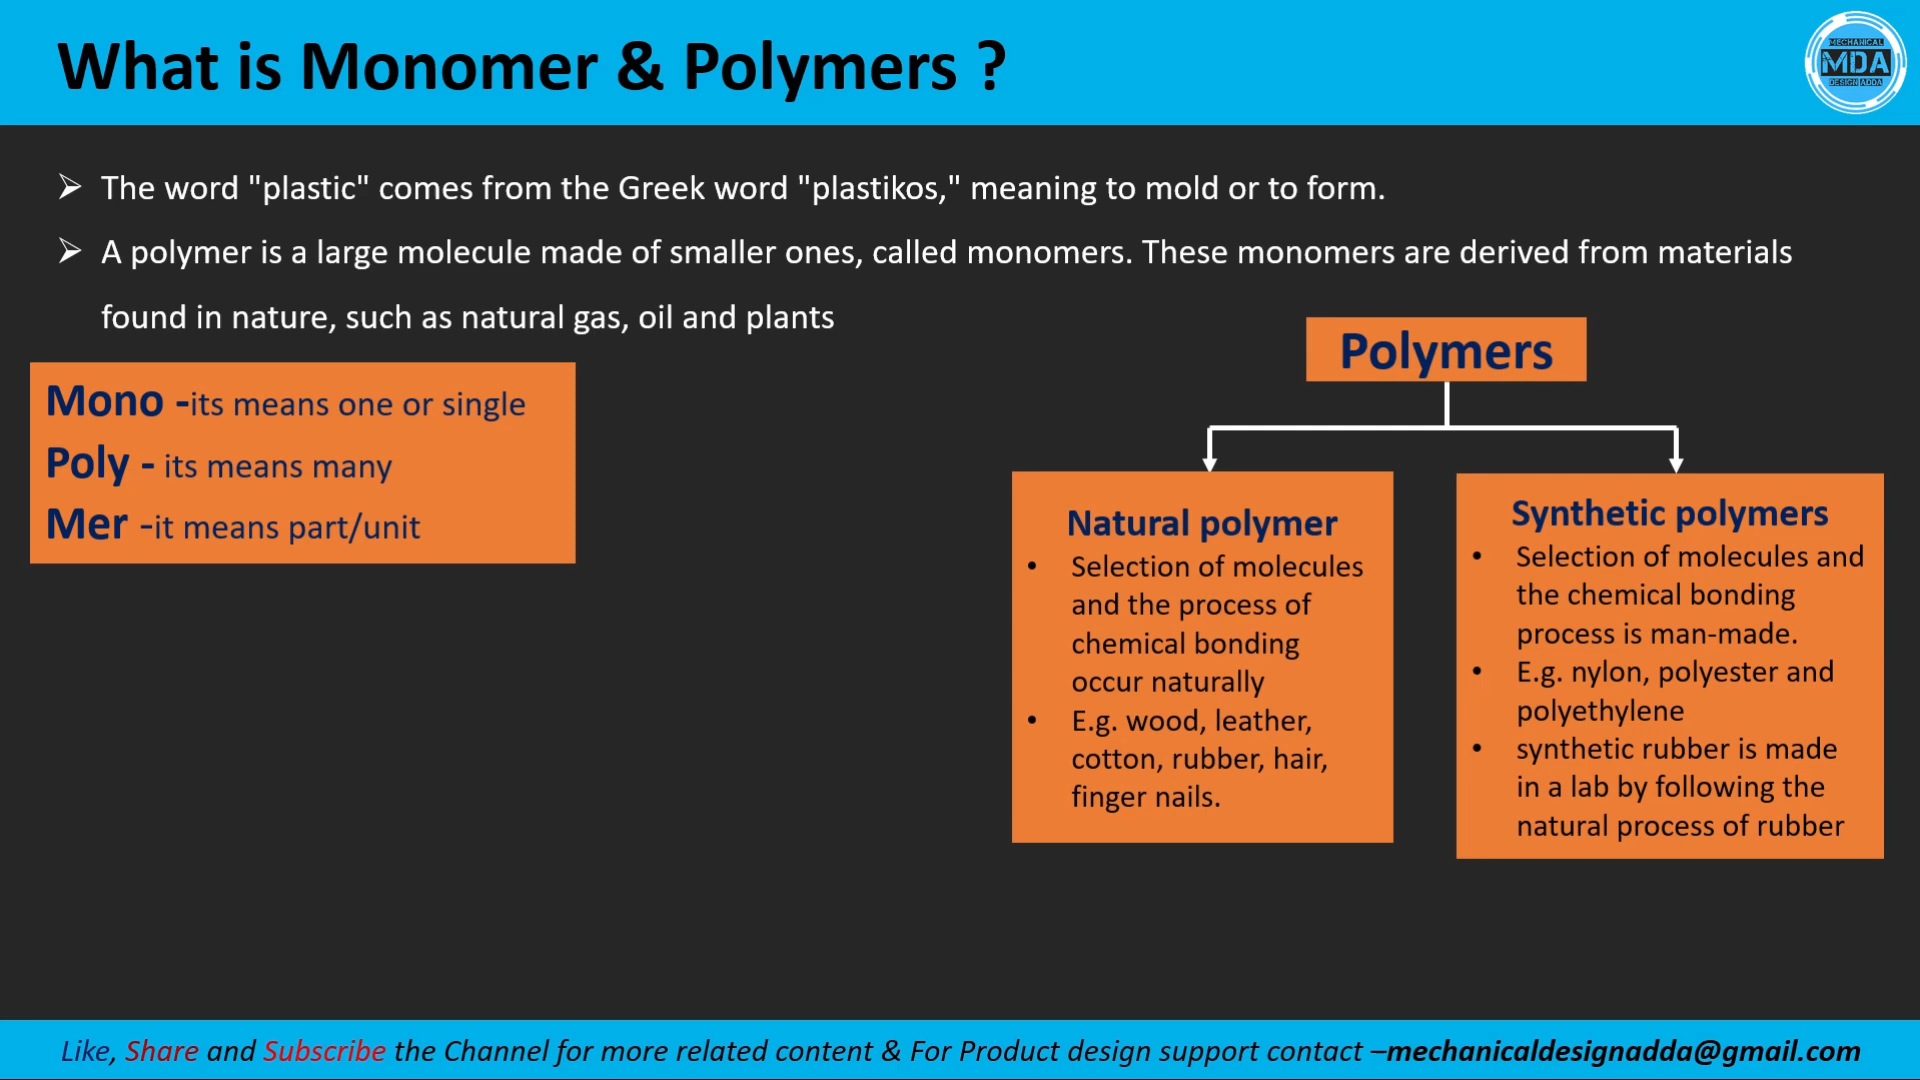 What is Monomer & Polymers ?
MECHANICAL
MDA
DESIGN ADDA
➢ The word "plastic" comes from the Greek word "plastikos," meaning to mold or to form.
➢ A polymer is a large molecule made of smaller ones, called monomers. These monomers are derived from materials
found in nature, such as natural gas, oil and plants
Mono -its means one or single
Poly - its means many
Mer -it means part/unit
Polymers
Natural polymer
• Selection of molecules
and the process of
chemical bonding
occur naturally
• E.g. wood, leather,
cotton, rubber, hair,
finger nails.
Synthetic polymers
• Selection of molecules and
the chemical bonding
process is man-made.
• E.g. nylon, polyester and
polyethylene
• synthetic rubber is made
in a lab by following the
natural process of rubber
Like, Share and Subscribe the Channel for more related content & For Product design support contact –mechanicaldesignadda@gmail.com